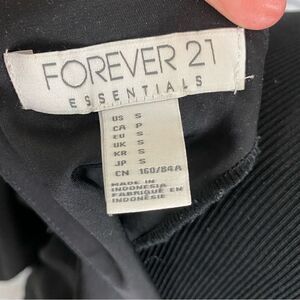 FOREVER 21
ESSENTIALS
US S
CA P
EU S
UK S
KR S
JP S
CN 160/84A
MADE IN
INDONESIA
FABRIQUÉ EN
INDONÉSIE